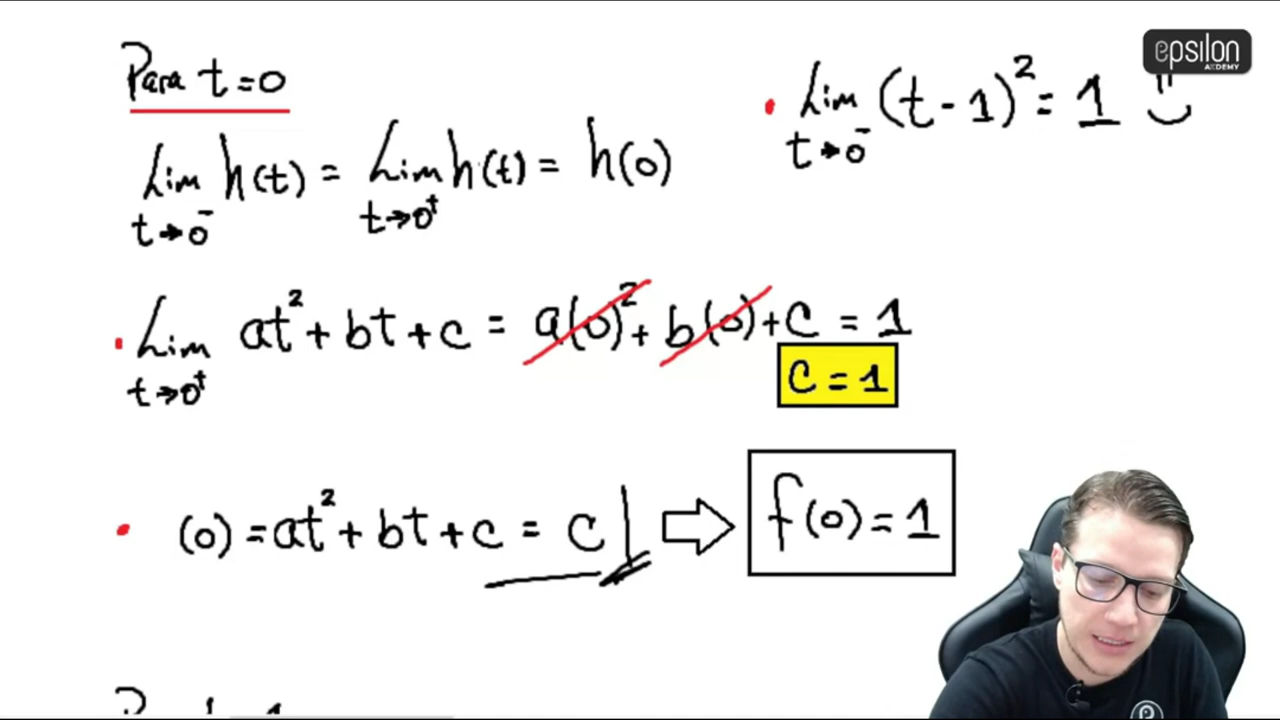 epsilon
AKDEMY
Para t=0
Lim h(t) = Lim h(t) = h(0)
t→0⁻ t→0⁺
• Lim (t-1)² = 1
t→0⁻
• Lim at² + bt + c = a(0)² + b(0) + c = 1
t→0⁺
c = 1
• (0) = at² + bt + c = c ⇒ f(0) = 1